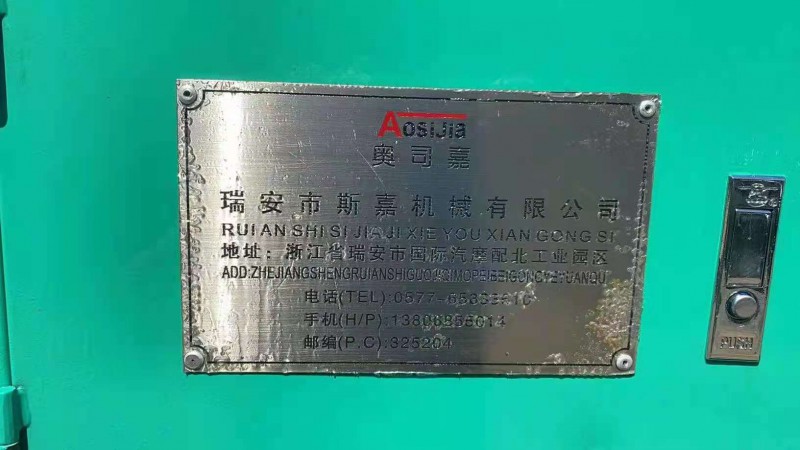 Aosijia
奥司嘉
瑞安市斯嘉机械有限公司
RUI AN SHI SI JIA JI XIE YOU XIAN GONG SI
地址：浙江省瑞安市国际汽摩配北工业园区
电话(TEL):0577-
手机(H/P):
邮编(P.C):325204
PUSH